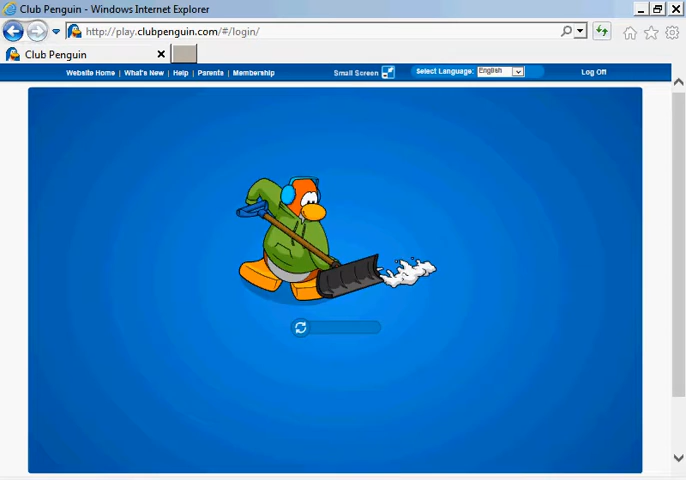 Club Penguin - Windows Internet Explorer
http://play.clubpenguin.com/#/login/
Club Penguin
Website Home | What's New | Help | Parents | Membership
Small Screen
Select Language: English
Log Off